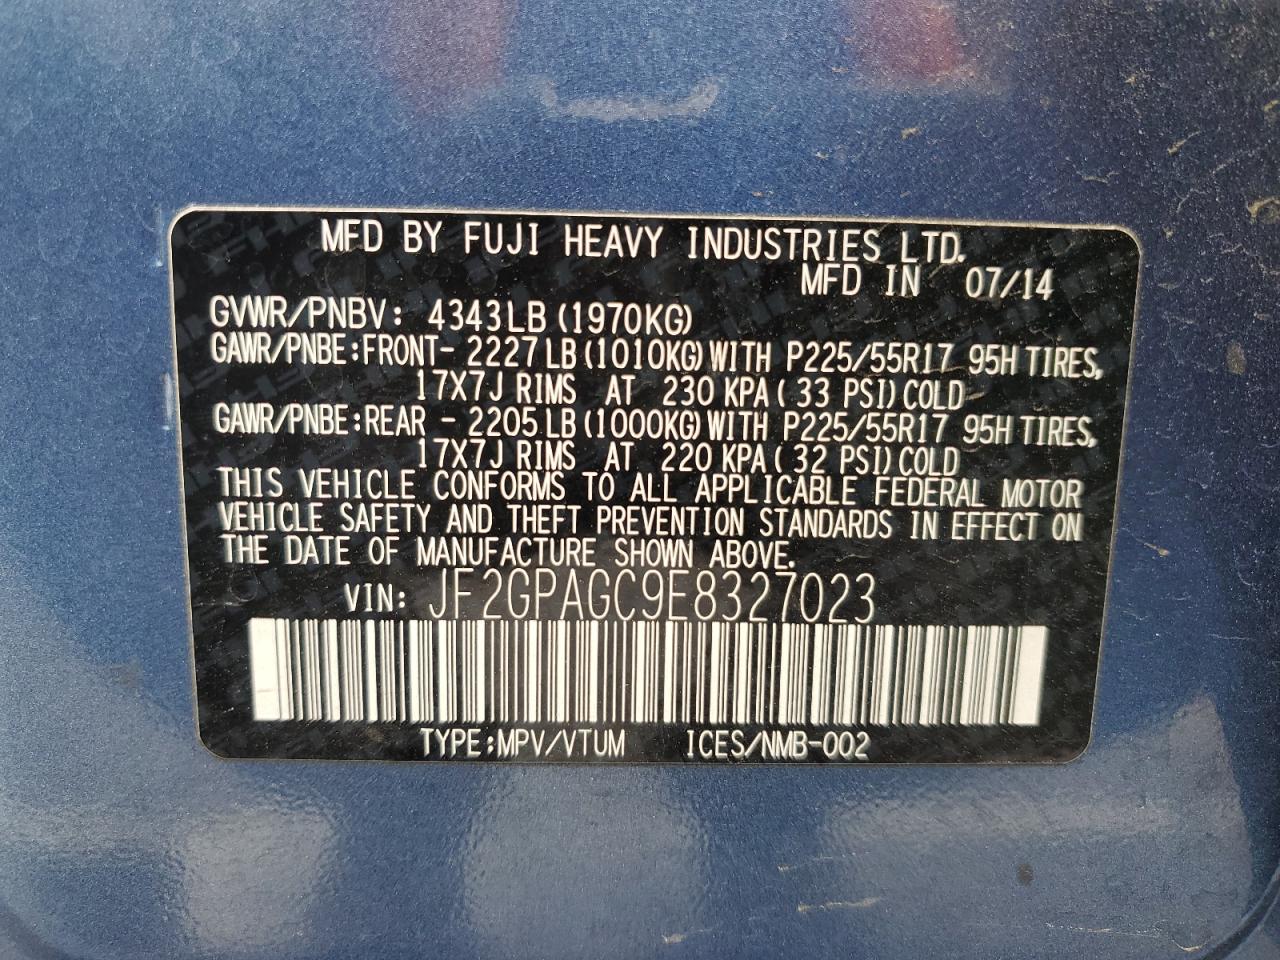 MFD BY FUJI HEAVY INDUSTRIES LTD.
MFD IN 07/14
GVWR/PNBV: 4343LB (1970KG)
GAWR/PNBE:FRONT- 2227LB(1010KG)WITH P225/55R17 95H TIRES,
17X7J RIMS AT 230 KPA( 33 PSI)COLD
GAWR/PNBE:REAR - 2205LB(1000KG)WITH P225/55R17 95H TIRES,
17X7J RIMS AT 220 KPA( 32 PSI)COLD
THIS VEHICLE CONFORMS TO ALL APPLICABLE FEDERAL MOTOR
VEHICLE SAFETY AND THEFT PREVENTION STANDARDS IN EFFECT ON
THE DATE OF MANUFACTURE SHOWN ABOVE.
VIN: JF2GPAGC9E8327023
TYPE:MPV/VTUM ICES/NMB-002